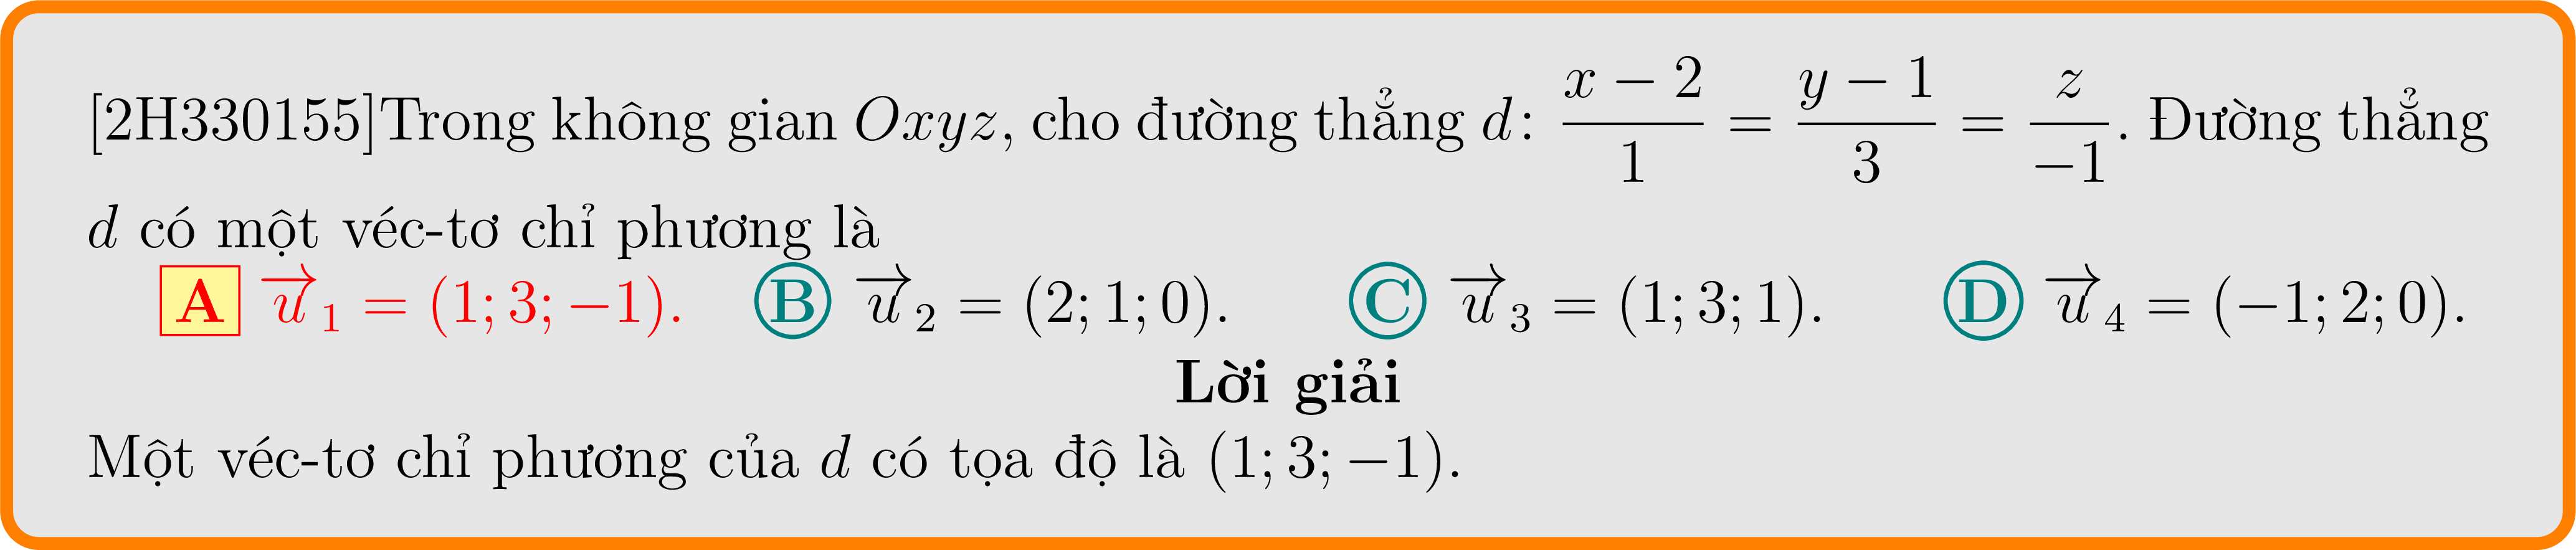 [2H330155]Trong không gian Oxyz, cho đường thẳng d: \frac{x − 2}{1} = \frac{y − 1}{3} = \frac{z}{−1}. Đường thẳng
d có một véc-tơ chỉ phương là
A \overrightarrow{u}_1 = (1; 3; −1). B \overrightarrow{u}_2 = (2; 1; 0). C \overrightarrow{u}_3 = (1; 3; 1). D \overrightarrow{u}_4 = (−1; 2; 0).
Lời giải
Một véc-tơ chỉ phương của d có tọa độ là (1; 3; −1).